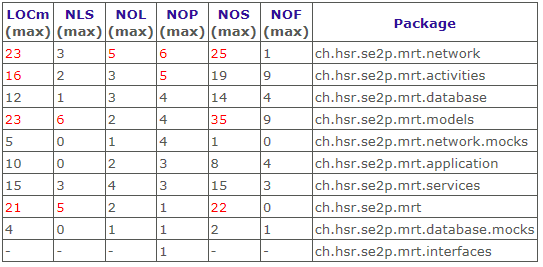 LOCm (max) NLS (max) NOL (max) NOP (max) NOS (max) NOF (max) Package
23 3 5 6 25 1 ch.hsr.se2p.mrt.network
16 2 3 5 19 9 ch.hsr.se2p.mrt.activities
12 1 3 4 14 4 ch.hsr.se2p.mrt.database
23 6 2 4 35 9 ch.hsr.se2p.mrt.models
5 0 1 4 1 0 ch.hsr.se2p.mrt.network.mocks
10 0 2 3 8 4 ch.hsr.se2p.mrt.application
15 3 4 3 15 3 ch.hsr.se2p.mrt.services
21 5 2 1 22 0 ch.hsr.se2p.mrt
4 0 1 1 2 1 ch.hsr.se2p.mrt.database.mocks
- - - 1 - - ch.hsr.se2p.mrt.interfaces